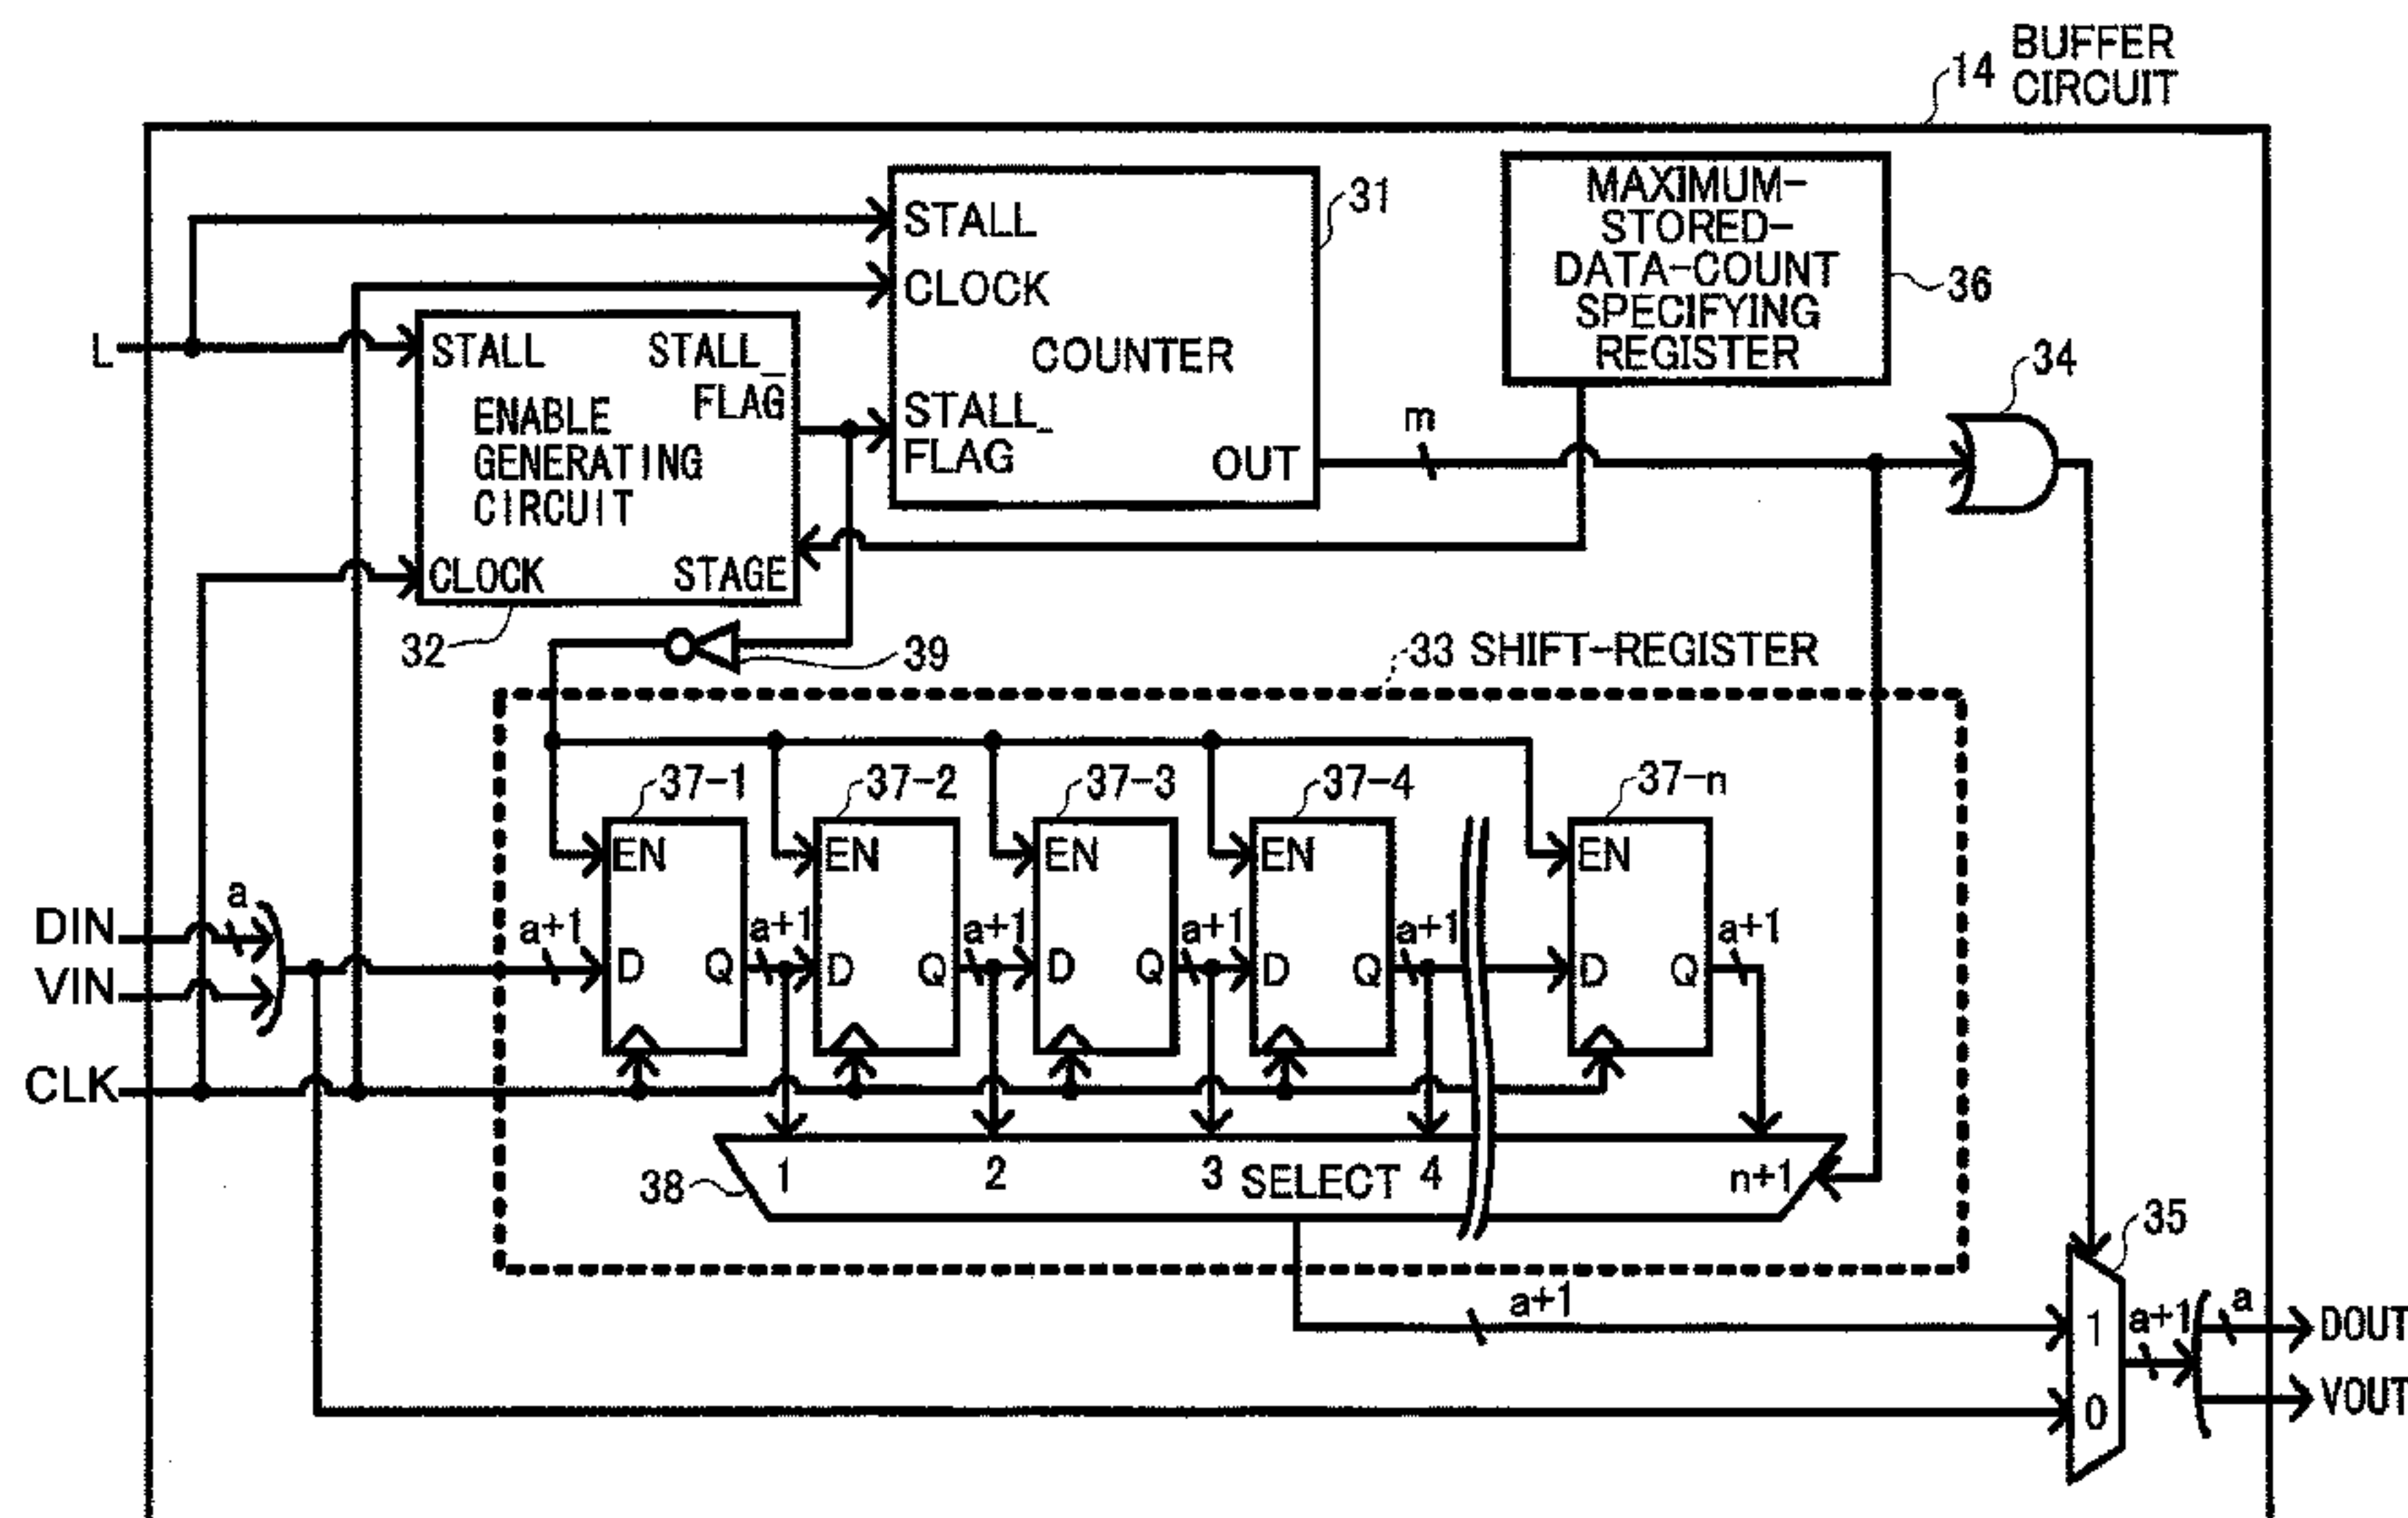 14 BUFFER
CIRCUIT
STALL
CLOCK
COUNTER
STALL_
FLAG
OUT
31
MAXIMUM-
STORED-
DATA-COUNT
SPECIFYING
REGISTER
36
L
STALL
STALL_
FLAG
ENABLE
GENERATING
CIRCUIT
CLOCK
STAGE
32
m
34
39
33 SHIFT-REGISTER
37-1
37-2
37-3
37-4
37-n
EN
EN
EN
EN
EN
DIN
a
VIN
a+1
D
Q
a+1
D
Q
a+1
D
Q
a+1
D
Q
a+1
D
Q
a+1
CLK
38
1
2
3
SELECT
4
n+1
35
a+1
1
0
a+1
a
DOUT
VOUT